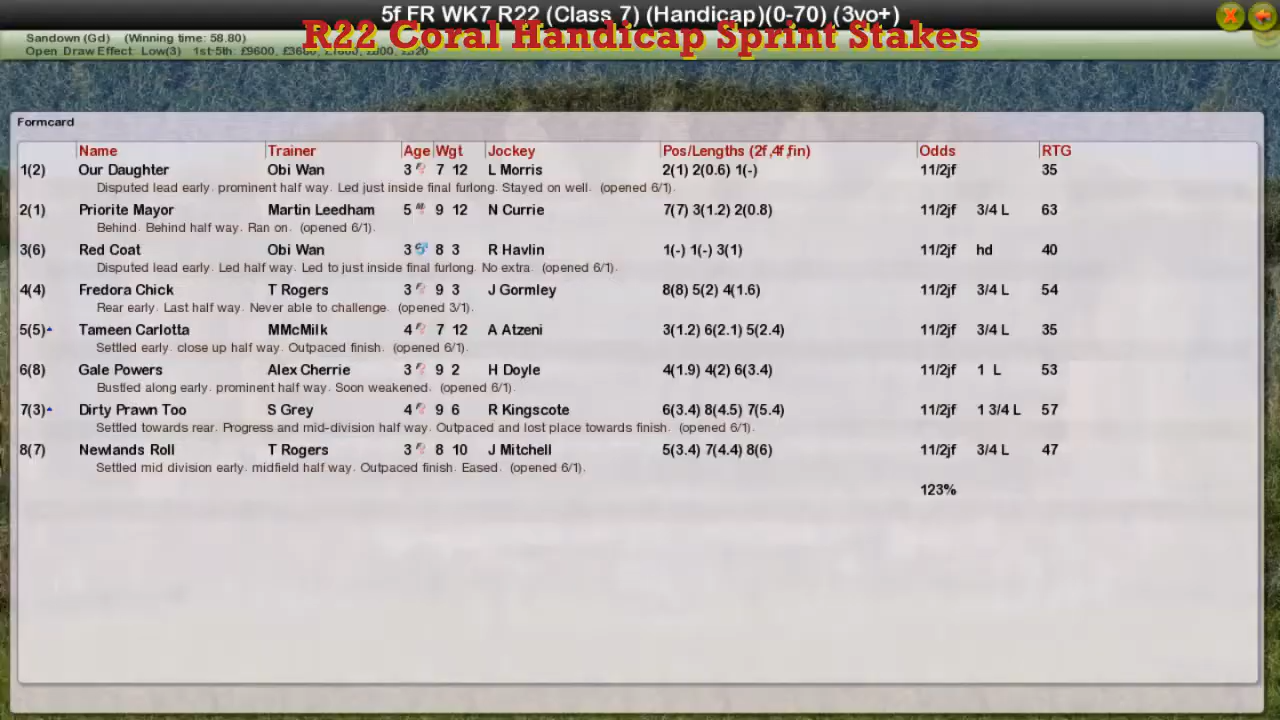 5f FR WK7 R22 (Class 7) (Handicap)(0-70) (3yo+)
R22 Coral Handicap Sprint Stakes
Sandown (Gd) (Winning time: 58.80)
Open Draw Effect: Low(3) 1st-5th: £9600,
Formcard
Name Trainer Age Wgt Jockey Pos/Lengths (2f,4f,fin) Odds RTG
1(2) Our Daughter Obi Wan 3 7 12 L Morris 2(1) 2(0.6) 1(-) 11/2jf 35
Disputed lead early. prominent half way. Led just inside final furlong. Stayed on well. (opened 6/1).
2(1) Priorite Mayor Martin Leedham 5 9 12 N Currie 7(7) 3(1.2) 2(0.8) 11/2jf 3/4 L 63
Behind. Behind half way. Ran on. (opened 6/1).
3(6) Red Coat Obi Wan 3 8 3 R Havlin 1(-) 1(-) 3(1) 11/2jf hd 40
Disputed lead early. Led half way. Led to just inside final furlong. No extra. (opened 6/1).
4(4) Fredora Chick T Rogers 3 9 3 J Gormley 8(8) 5(2) 4(1.6) 11/2jf 3/4 L 54
Rear early. Last half way. Never able to challenge. (opened 3/1).
5(5) Tameen Carlotta MMcMilk 4 7 12 A Atzeni 3(1.2) 6(2.1) 5(2.4) 11/2jf 3/4 L 35
Settled early. close up half way. Outpaced finish. (opened 6/1).
6(8) Gale Powers Alex Cherrie 3 9 2 H Doyle 4(1.9) 4(2) 6(3.4) 11/2jf 1 L 53
Bustled along early. prominent half way. Soon weakened. (opened 6/1).
7(3) Dirty Prawn Too S Grey 4 9 6 R Kingscote 6(3.4) 8(4.5) 7(5.4) 11/2jf 1 3/4 L 57
Settled towards rear. Progress and mid-division half way. Outpaced and lost place towards finish. (opened 6/1).
8(7) Newlands Roll T Rogers 3 8 10 J Mitchell 5(3.4) 7(4.4) 8(6) 11/2jf 3/4 L 47
Settled mid division early. midfield half way. Outpaced finish. Eased. (opened 6/1).
123%